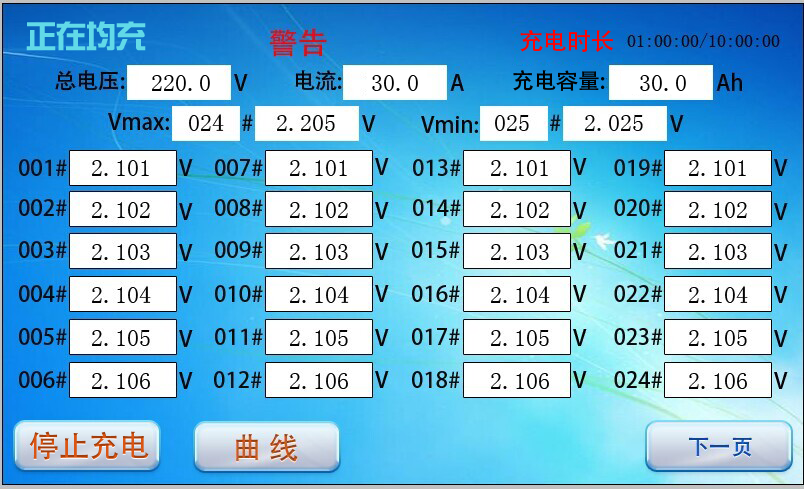 正在均充 警告 充电时长 01:00:00/10:00:00
总电压: 220.0 V 电流: 30.0 A 充电容量: 30.0 Ah
Vmax: 024 # 2.205 V Vmin: 025 # 2.025 V
001# 2.101 V 007# 2.101 V 013# 2.101 V 019# 2.101 V
002# 2.102 V 008# 2.102 V 014# 2.102 V 020# 2.102 V
003# 2.103 V 009# 2.103 V 015# 2.103 V 021# 2.103 V
004# 2.104 V 010# 2.104 V 016# 2.104 V 022# 2.104 V
005# 2.105 V 011# 2.105 V 017# 2.105 V 023# 2.105 V
006# 2.106 V 012# 2.106 V 018# 2.106 V 024# 2.106 V
停止充电 曲线 下一页